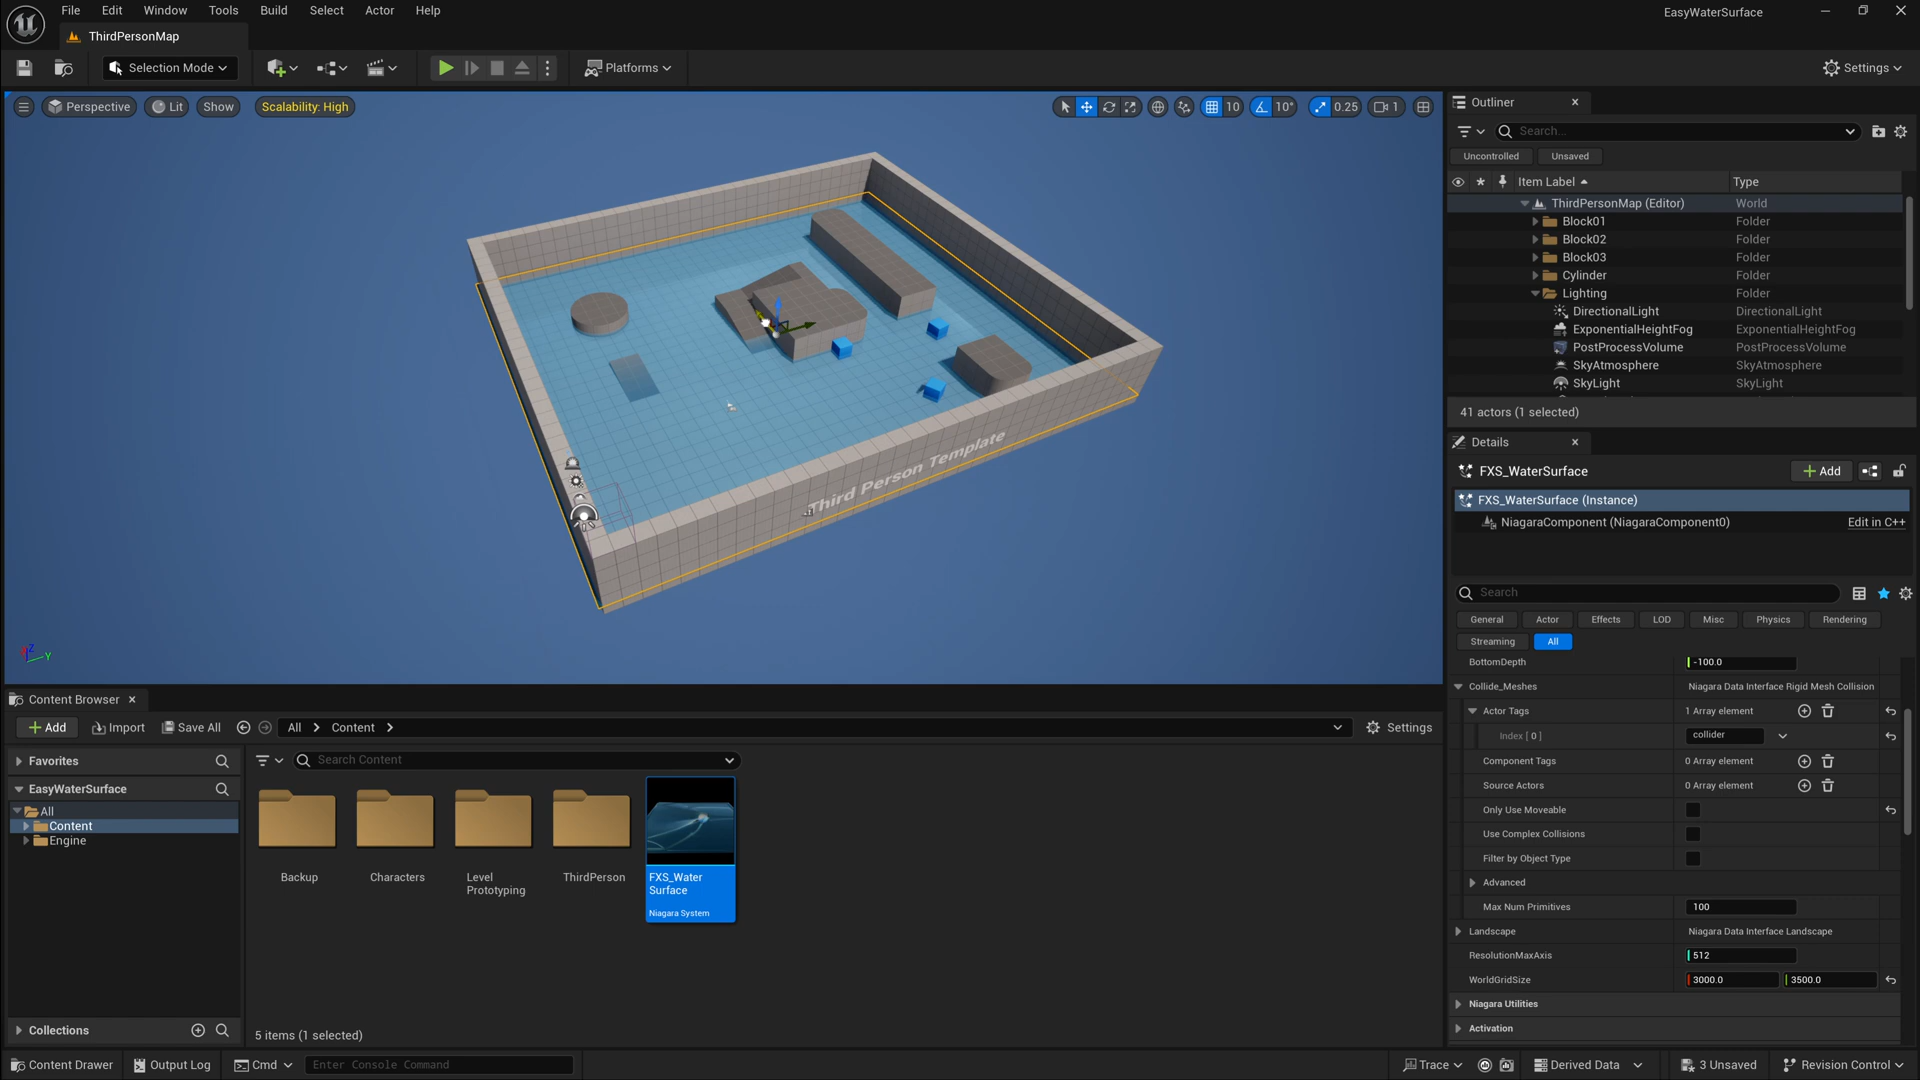 File Edit Window Tools Build Select Actor Help
EasyWaterSurface
ThirdPersonMap
Selection Mode
Platforms
Settings
Perspective Lit Show Scalability: High
10 10° 0.25 1
Third Person Template
Z
Y
Outliner
Search...
Uncontrolled Unsaved
Item Label Type
ThirdPersonMap (Editor) World
Block01 Folder
Block02 Folder
Block03 Folder
Cylinder Folder
Lighting Folder
DirectionalLight DirectionalLight
ExponentialHeightFog ExponentialHeightFog
PostProcessVolume PostProcessVolume
SkyAtmosphere SkyAtmosphere
SkyLight SkyLight
41 actors (1 selected)
Details
FXS_WaterSurface
Add
FXS_WaterSurface (Instance)
NiagaraComponent (NiagaraComponent0) Edit in C++
Search
General Actor Effects LOD Misc Physics Rendering
Streaming All
BottomDepth -100.0
Collide_Meshes Niagara Data Interface Rigid Mesh Collision
Actor Tags 1 Array element
Index [ 0 ] collider
Component Tags 0 Array element
Source Actors 0 Array element
Only Use Moveable
Use Complex Collisions
Filter by Object Type
Advanced
Max Num Primitives 100
Landscape Niagara Data Interface Landscape
ResolutionMaxAxis 512
WorldGridSize 3000.0 3500.0
Niagara Utilities
Activation
Content Browser
Add Import Save All All Content Settings
Favorites
Search Content
EasyWaterSurface
All
Content
Engine
Collections
Backup
Characters
Level
Prototyping
ThirdPerson
FXS_Water
Surface
Niagara System
5 items (1 selected)
Content Drawer Output Log Cmd Enter Console Command Trace Derived Data 3 Unsaved Revision Control